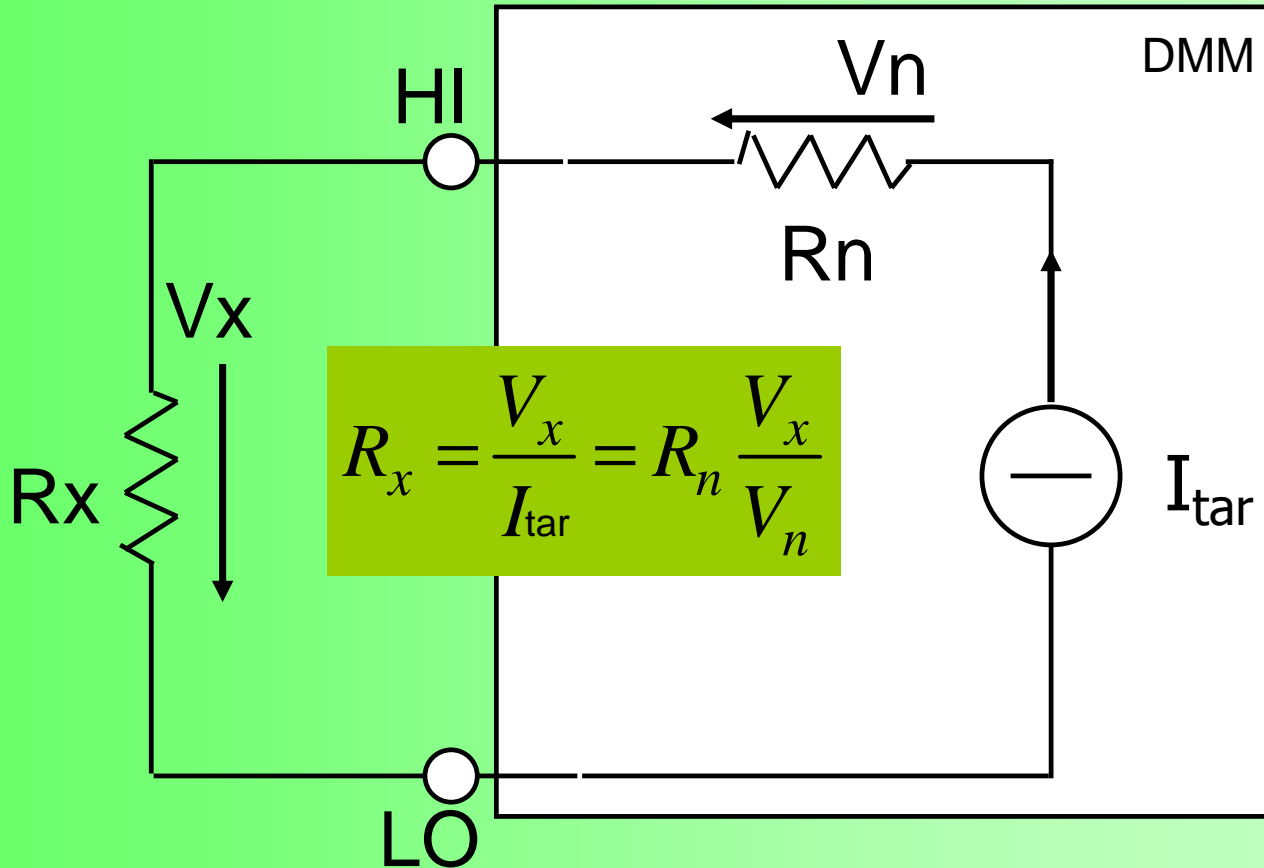 DMM
Vn
HI
Rn
Vx
R_x = V_x / I_tar = R_n V_x / V_n
Rx
I_tar
LO